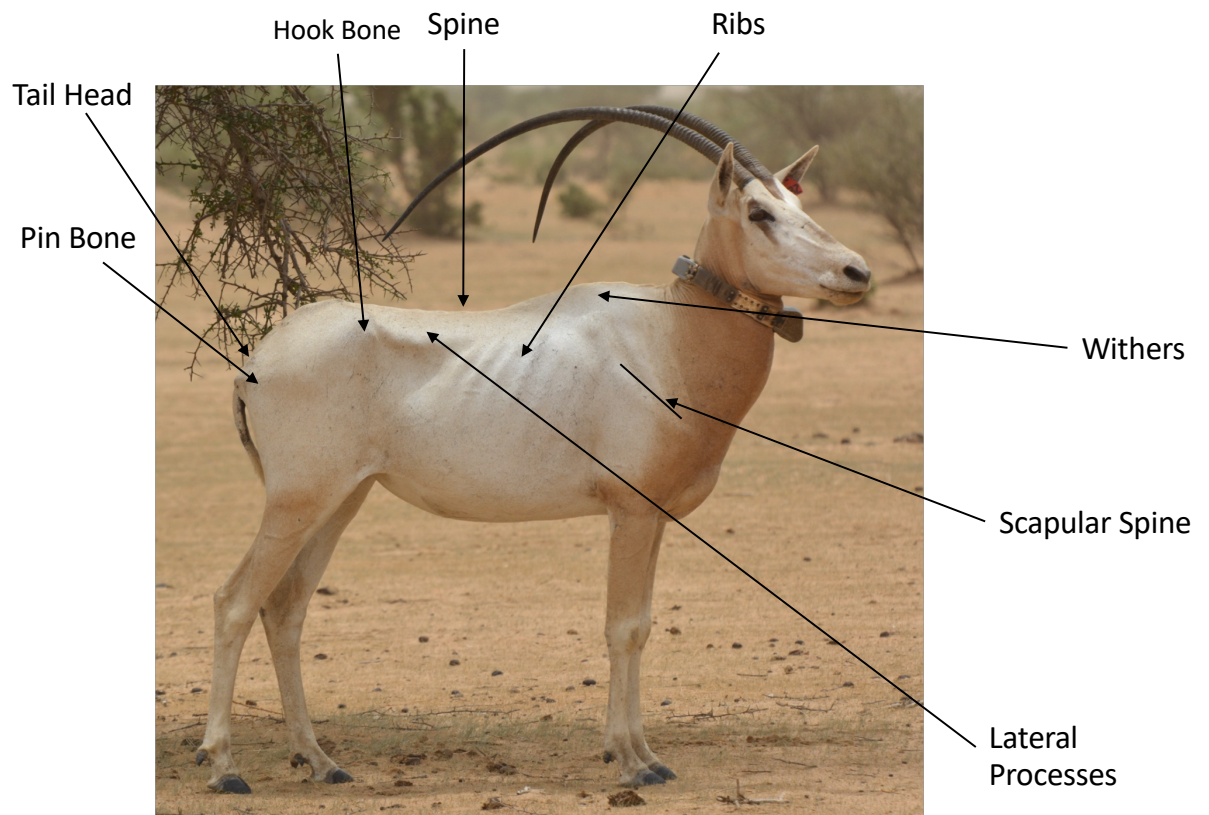 Hook Bone
Spine
Ribs
Tail Head
Pin Bone
Withers
Scapular Spine
Lateral
Processes